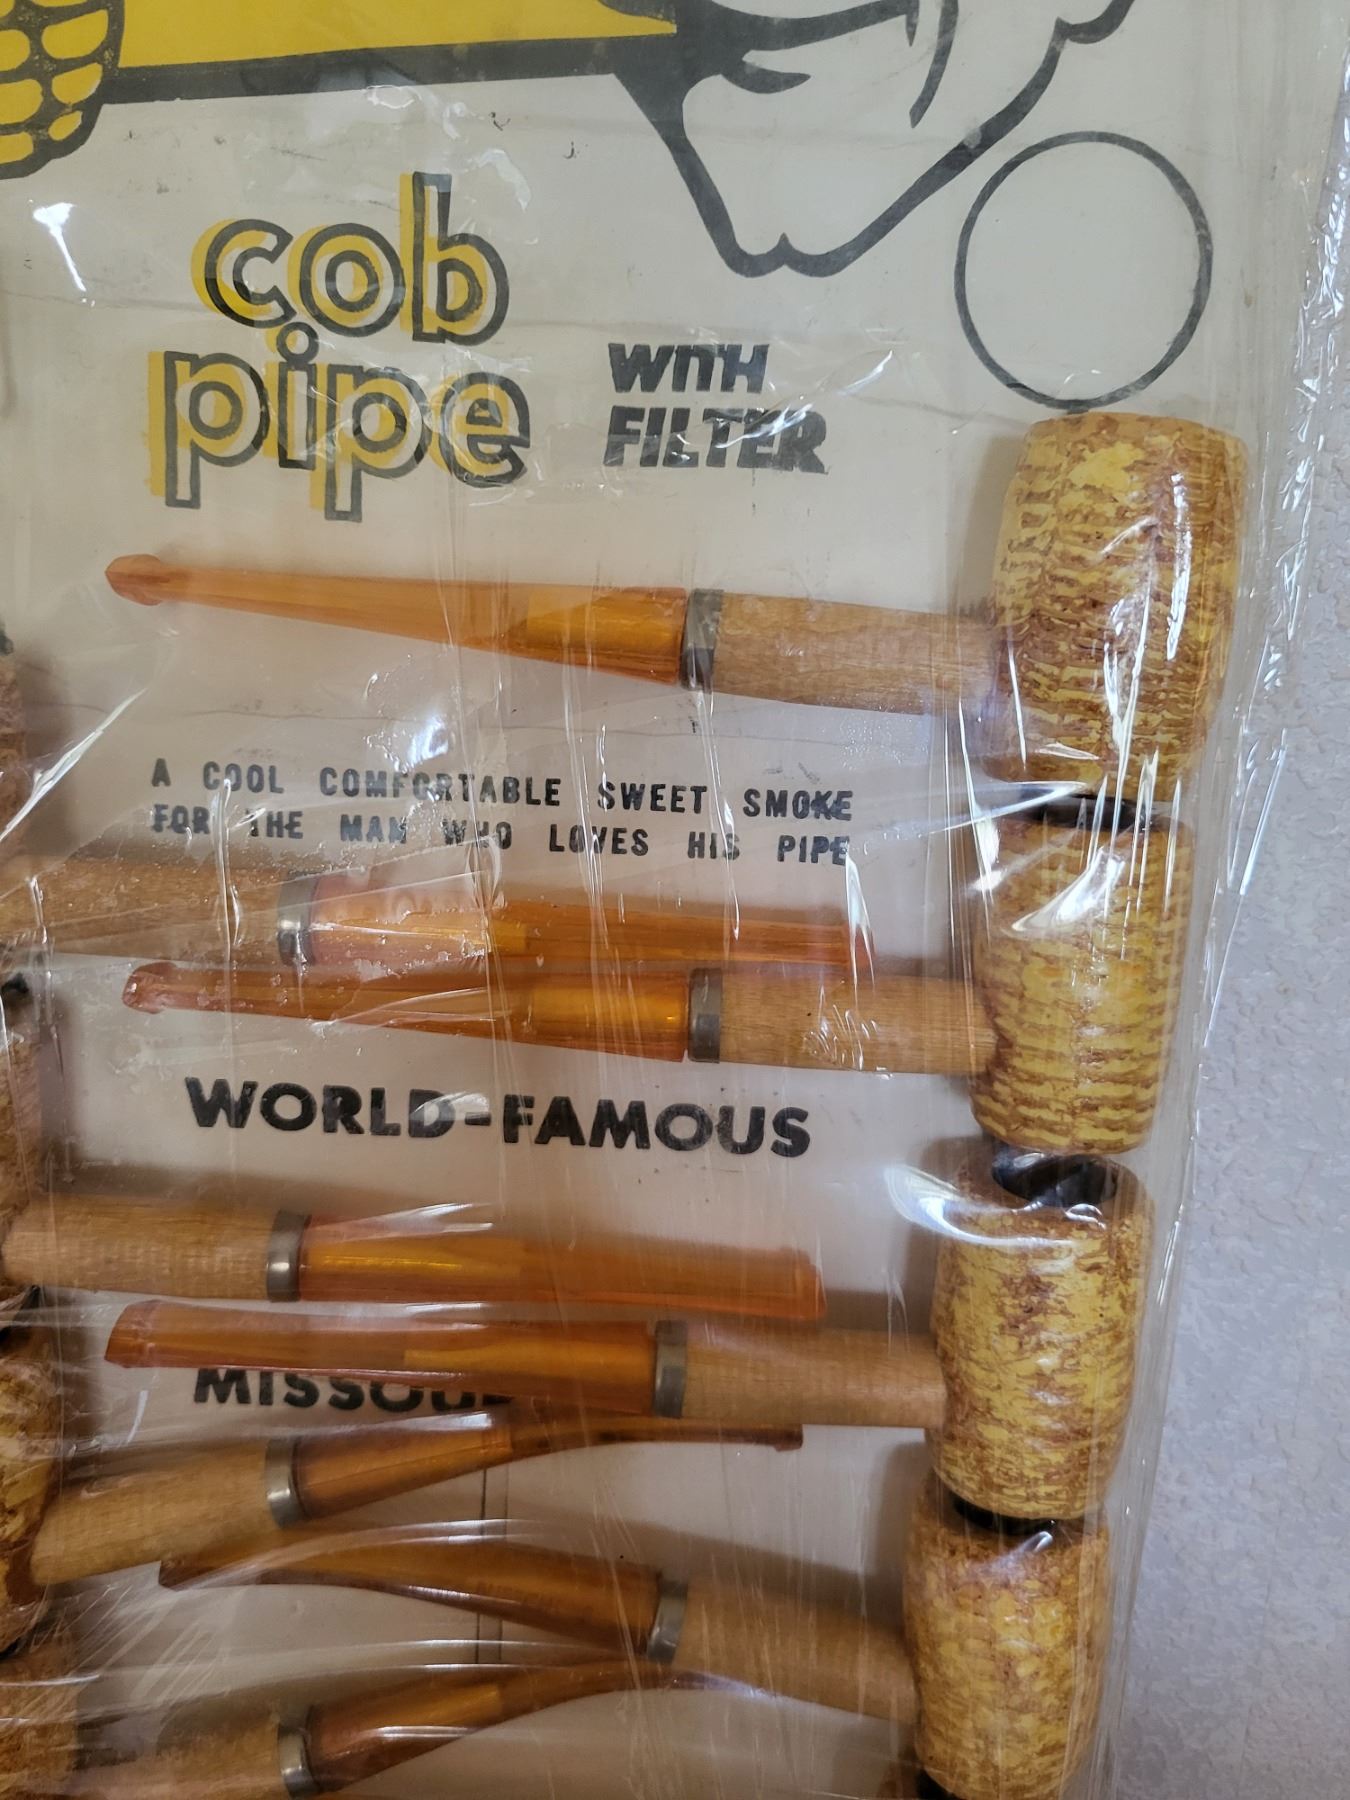 cob
pipe
WITH
FILTER
A COOL COMFORTABLE SWEET SMOKE
FOR THE MAN WHO LOVES HIS PIPE
WORLD-FAMOUS